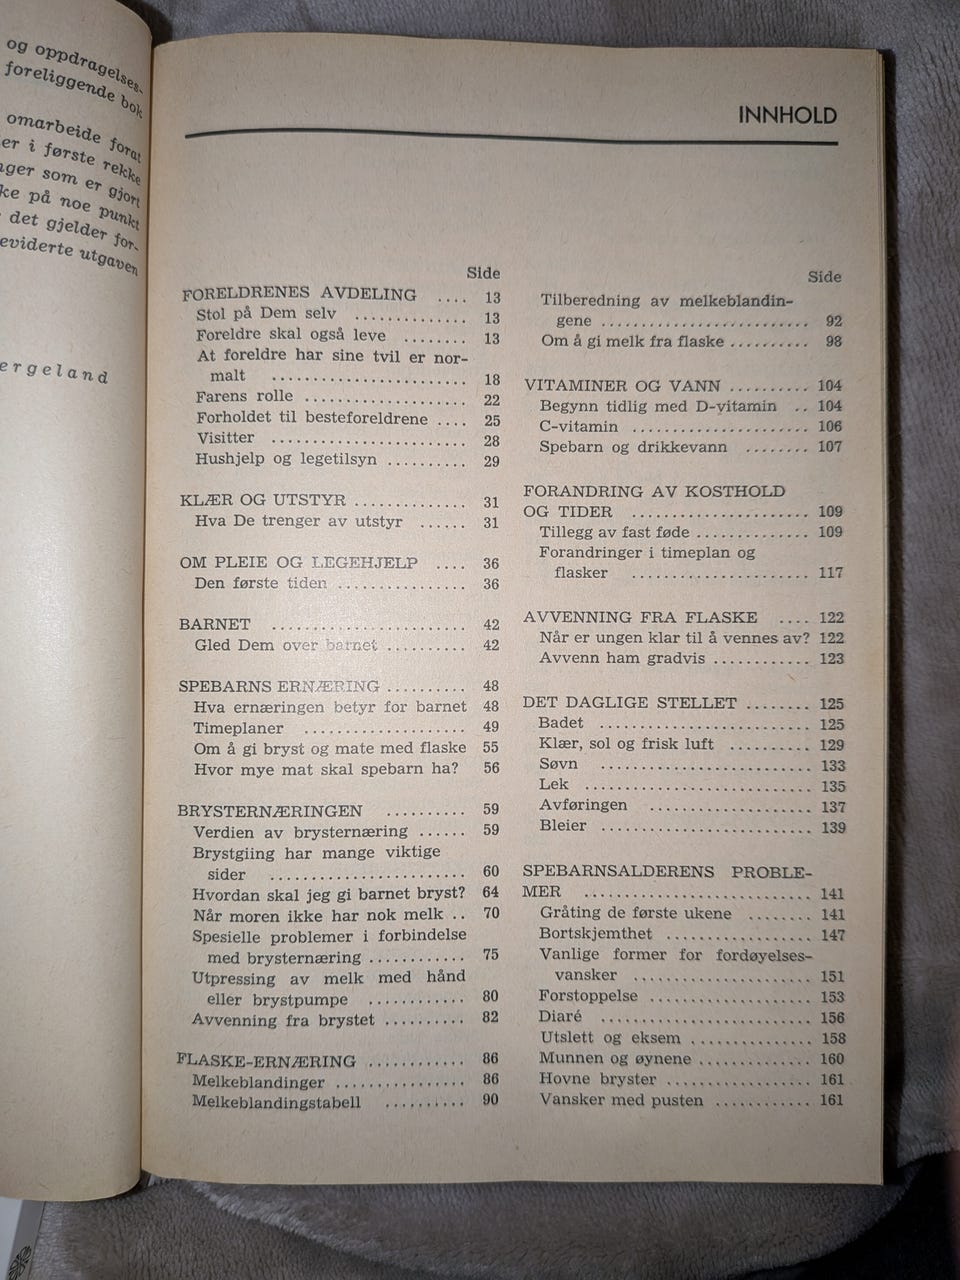 og oppdragelses-
foreliggende bok
omarbeide forat
er i første rekke
som er gjort
på noe punkt
det gjelder for-
utgaven
INNHOLD
Side
FORELDRENES AVDELING .... 13
Stol på Dem selv .............. 13
Foreldre skal også leve ........ 13
At foreldre har sine tvil er nor-
malt ........................ 18
Farens rolle .................... 22
Forholdet til besteforeldrene .... 25
Visitter ........................ 28
Hushjelp og legetilsyn .......... 29
KLÆR OG UTSTYR .............. 31
Hva De trenger av utstyr ...... 31
OM PLEIE OG LEGEHJELP .... 36
Den første tiden ................ 36
BARNET ........................ 42
Gled Dem over barnet .......... 42
SPEBARNS ERNÆRING .......... 48
Hva ernæringen betyr for barnet 48
Timeplaner .................... 49
Om å gi bryst og mate med flaske 55
Hvor mye mat skal spebarn ha? 56
BRYSTERNÆRINGEN .......... 59
Verdien av brysternæring ...... 59
Brystgiing har mange viktige
sider ........................ 60
Hvordan skal jeg gi barnet bryst? 64
Når moren ikke har nok melk .. 70
Spesielle problemer i forbindelse
med brysternæring ............ 75
Utpressing av melk med hånd
eller brystpumpe ............ 80
Avvenning fra brystet .......... 82
FLASKE-ERNÆRING ............ 86
Melkeblandinger ................ 86
Melkeblandingstabell .......... 90
Side
Tilberedning av melkeblandin-
gene .......................... 92
Om å gi melk fra flaske .......... 98
VITAMINER OG VANN .......... 104
Begynn tidlig med D-vitamin .. 104
C-vitamin ...................... 106
Spebarn og drikkevann ........ 107
FORANDRING AV KOSTHOLD
OG TIDER ...................... 109
Tillegg av fast føde .............. 109
Forandringer i timeplan og
flasker ...................... 117
AVVENNING FRA FLASKE .... 122
Når er ungen klar til å vennes av? 122
Avvenn ham gradvis ............ 123
DET DAGLIGE STELLET ........ 125
Badet .......................... 125
Klær, sol og frisk luft .......... 129
Søvn .......................... 133
Lek ............................ 135
Avføringen .................... 137
Bleier .......................... 139
SPEBARNSALDERENS PROBLE-
MER ............................ 141
Gråting de første ukene ........ 141
Bortskjemthet .................. 147
Vanlige former for fordøyelses-
vansker ...................... 151
Forstoppelse .................... 153
Diaré .......................... 156
Utslett og eksem ................ 158
Munnen og øynene .............. 160
Hovne bryster .................. 161
Vansker med pusten ............ 161